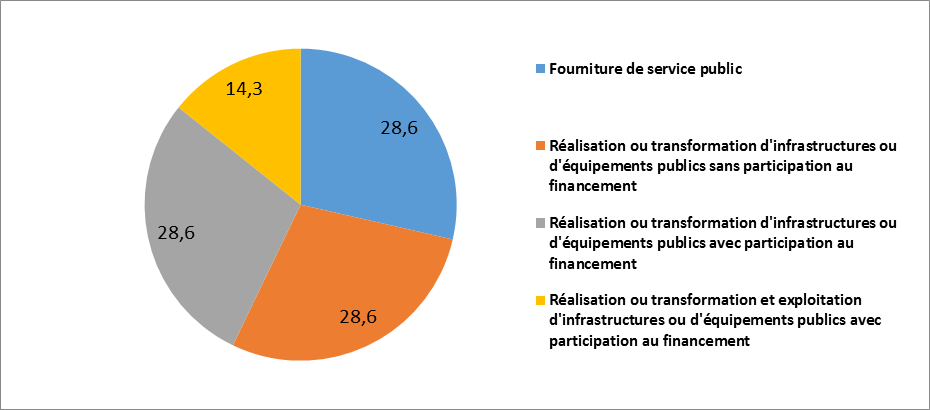 14,3
28,6
28,6
28,6
Fourniture de service public
Réalisation ou transformation d'infrastructures ou
d'équipements publics sans participation au
financement
Réalisation ou transformation d'infrastructures ou
d'équipements publics avec participation au
financement
Réalisation ou transformation et exploitation
d'infrastructures ou d'équipements publics avec
participation au financement